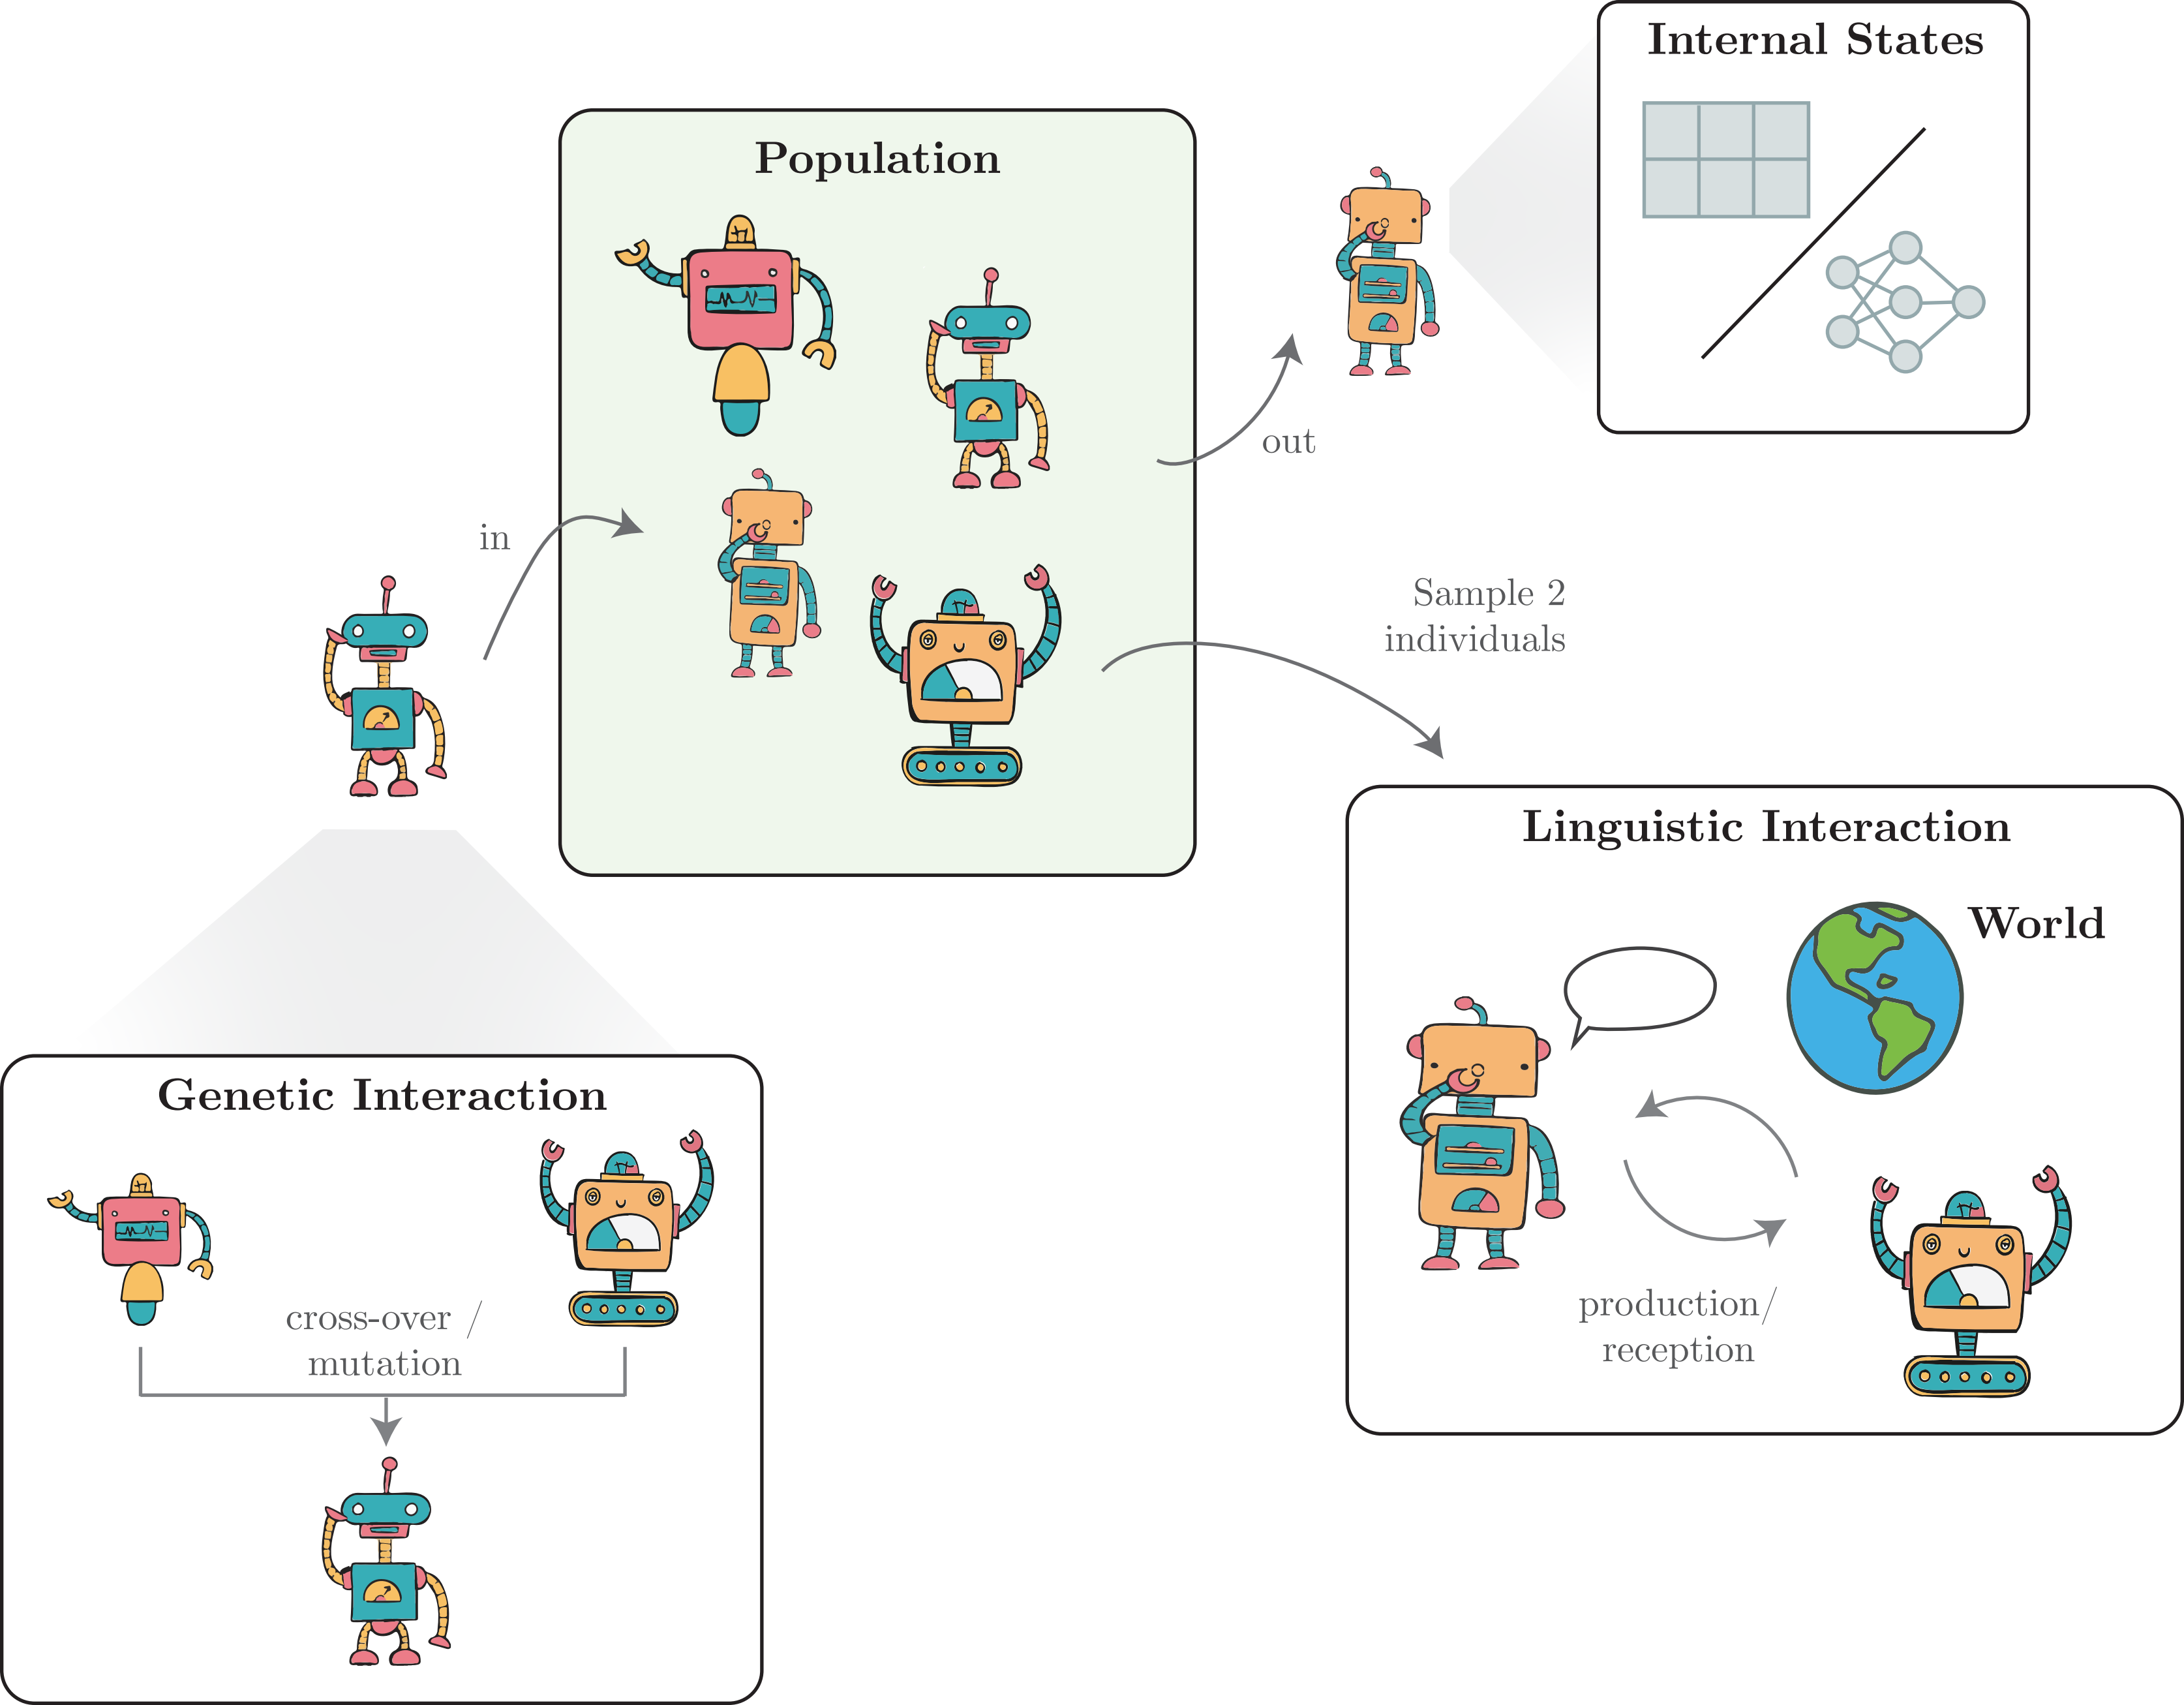 Internal States
Population
out
in
Sample 2
individuals
Linguistic Interaction
World
production/
reception
Genetic Interaction
cross-over /
mutation